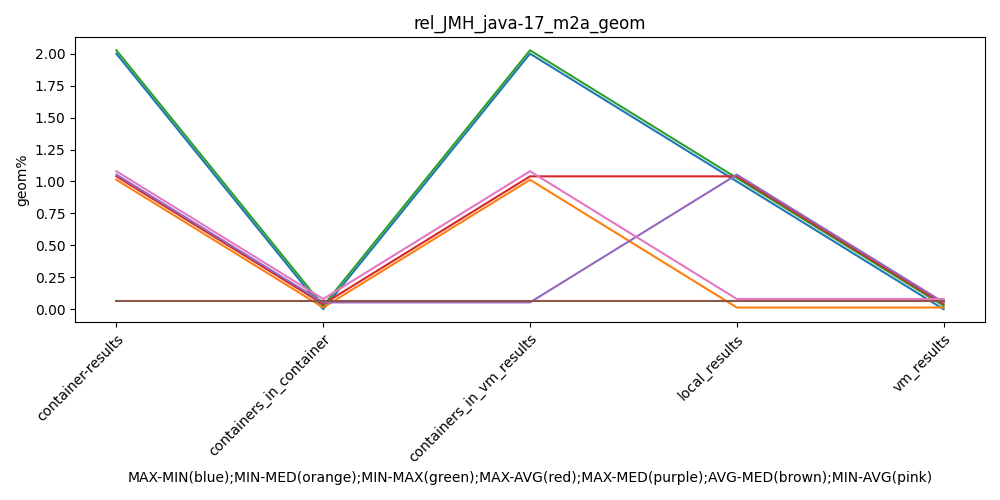 rel_JMH_java-17_m2a_geom
geom%
2.00
1.75
1.50
1.25
1.00
0.75
0.50
0.25
0.00
container-results
containers_in_container
containers_in_vm_results
local_results
vm_results
MAX-MIN(blue);MIN-MED(orange);MIN-MAX(green);MAX-AVG(red);MAX-MED(purple);AVG-MED(brown);MIN-AVG(pink)